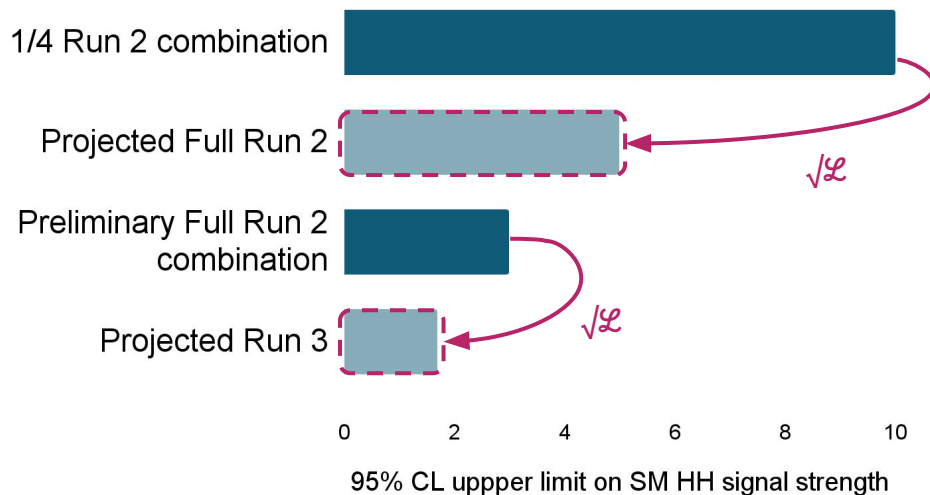 1/4 Run 2 combination
Projected Full Run 2
√ℒ
Preliminary Full Run 2
combination
√ℒ
Projected Run 3
0 2 4 6 8 10
95% CL uppper limit on SM HH signal strength